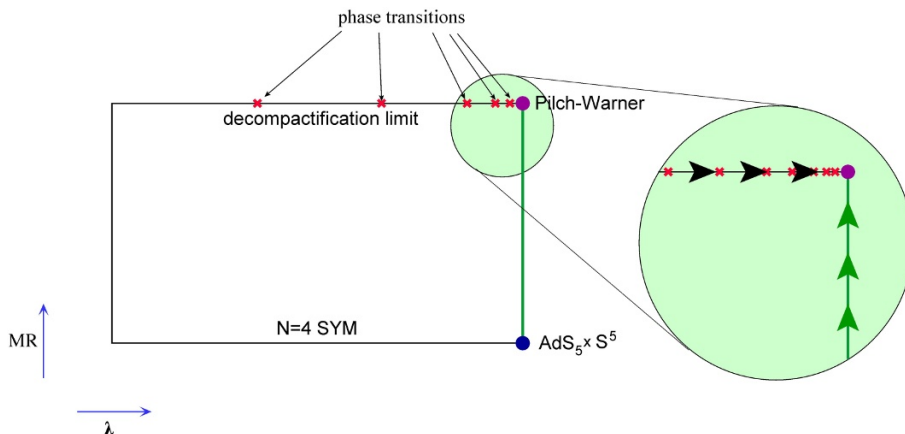 phase transitions
Pilch-Warner
decompactification limit
N=4 SYM
MR
AdS5 x S5
λ